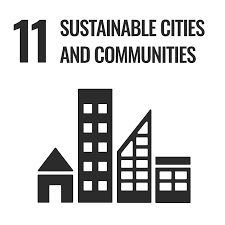 11 SUSTAINABLE CITIES
AND COMMUNITIES